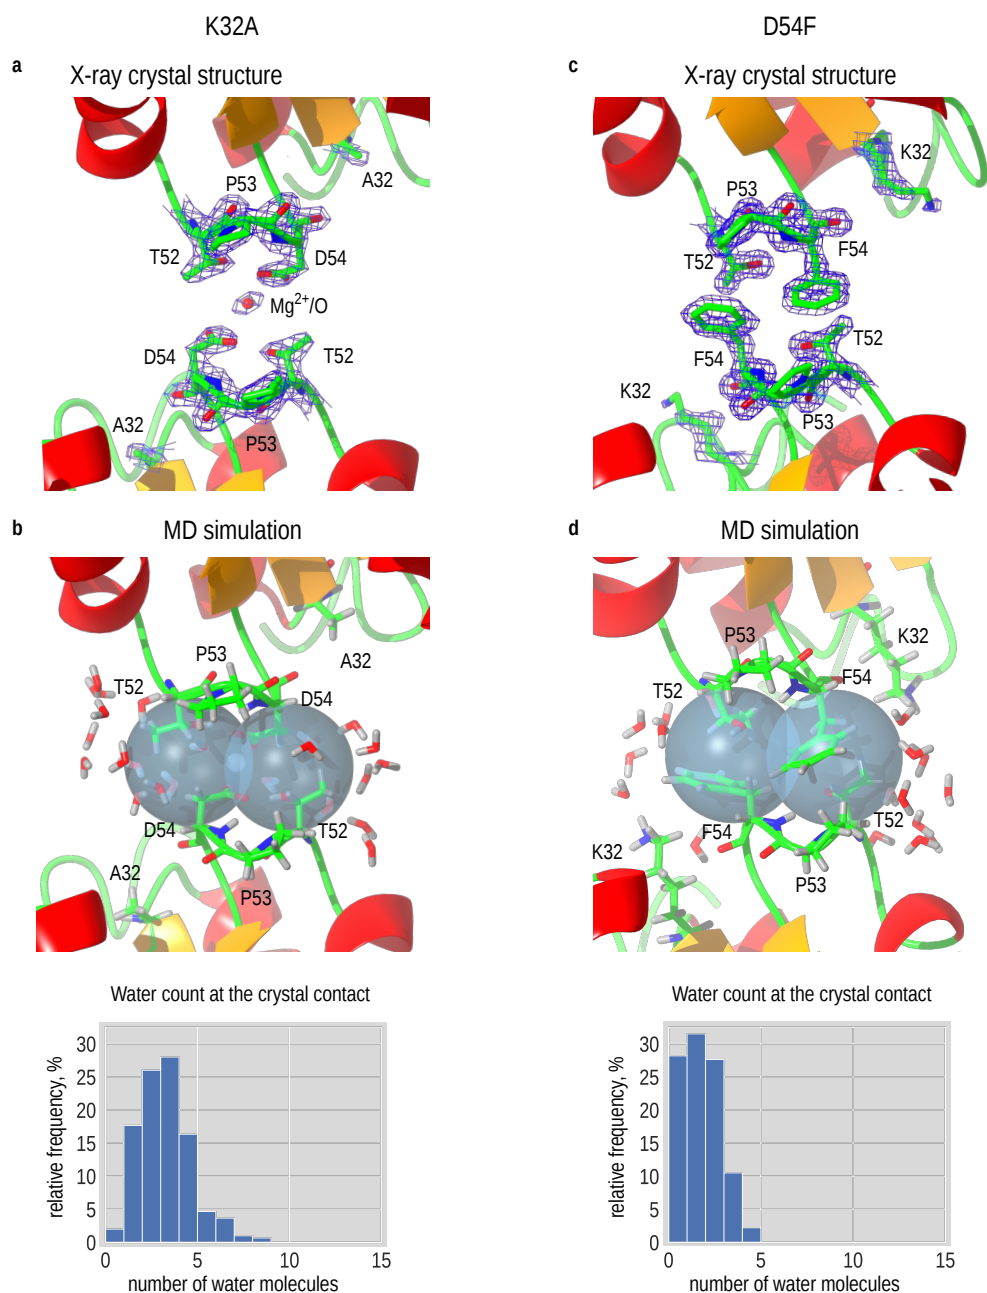 K32A
D54F
a
X-ray crystal structure
A32
P53
T52
D54
Mg2+/O
D54
T52
A32
P53
c
X-ray crystal structure
K32
P53
T52
F54
T52
F54
K32
P53
b
MD simulation
P53
A32
T52
D54
D54
T52
A32
P53
d
MD simulation
P53
K32
T52
F54
F54
T52
K32
P53
Water count at the crystal contact
relative frequency, %
30
25
20
15
10
5
0
0 5 10 15
number of water molecules
Water count at the crystal contact
relative frequency, %
30
25
20
15
10
5
0
0 5 10 15
number of water molecules